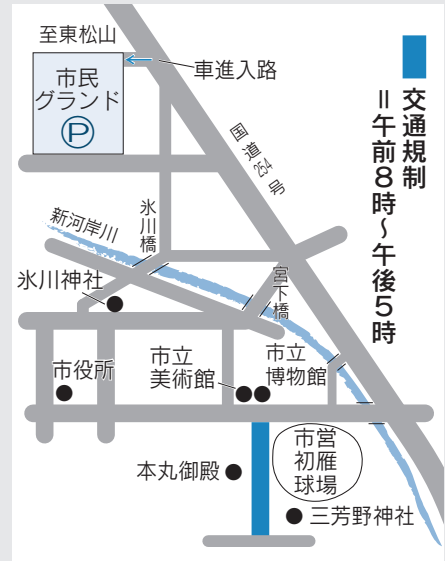 至東松山
車進入路
市民
グランド
P
国道254号
新河岸川
氷川橋
宮下橋
氷川神社
市役所
市立
美術館
市立
博物館
本丸御殿
市営
初雁
球場
三芳野神社
交通規制
＝午前8時〜午後5時